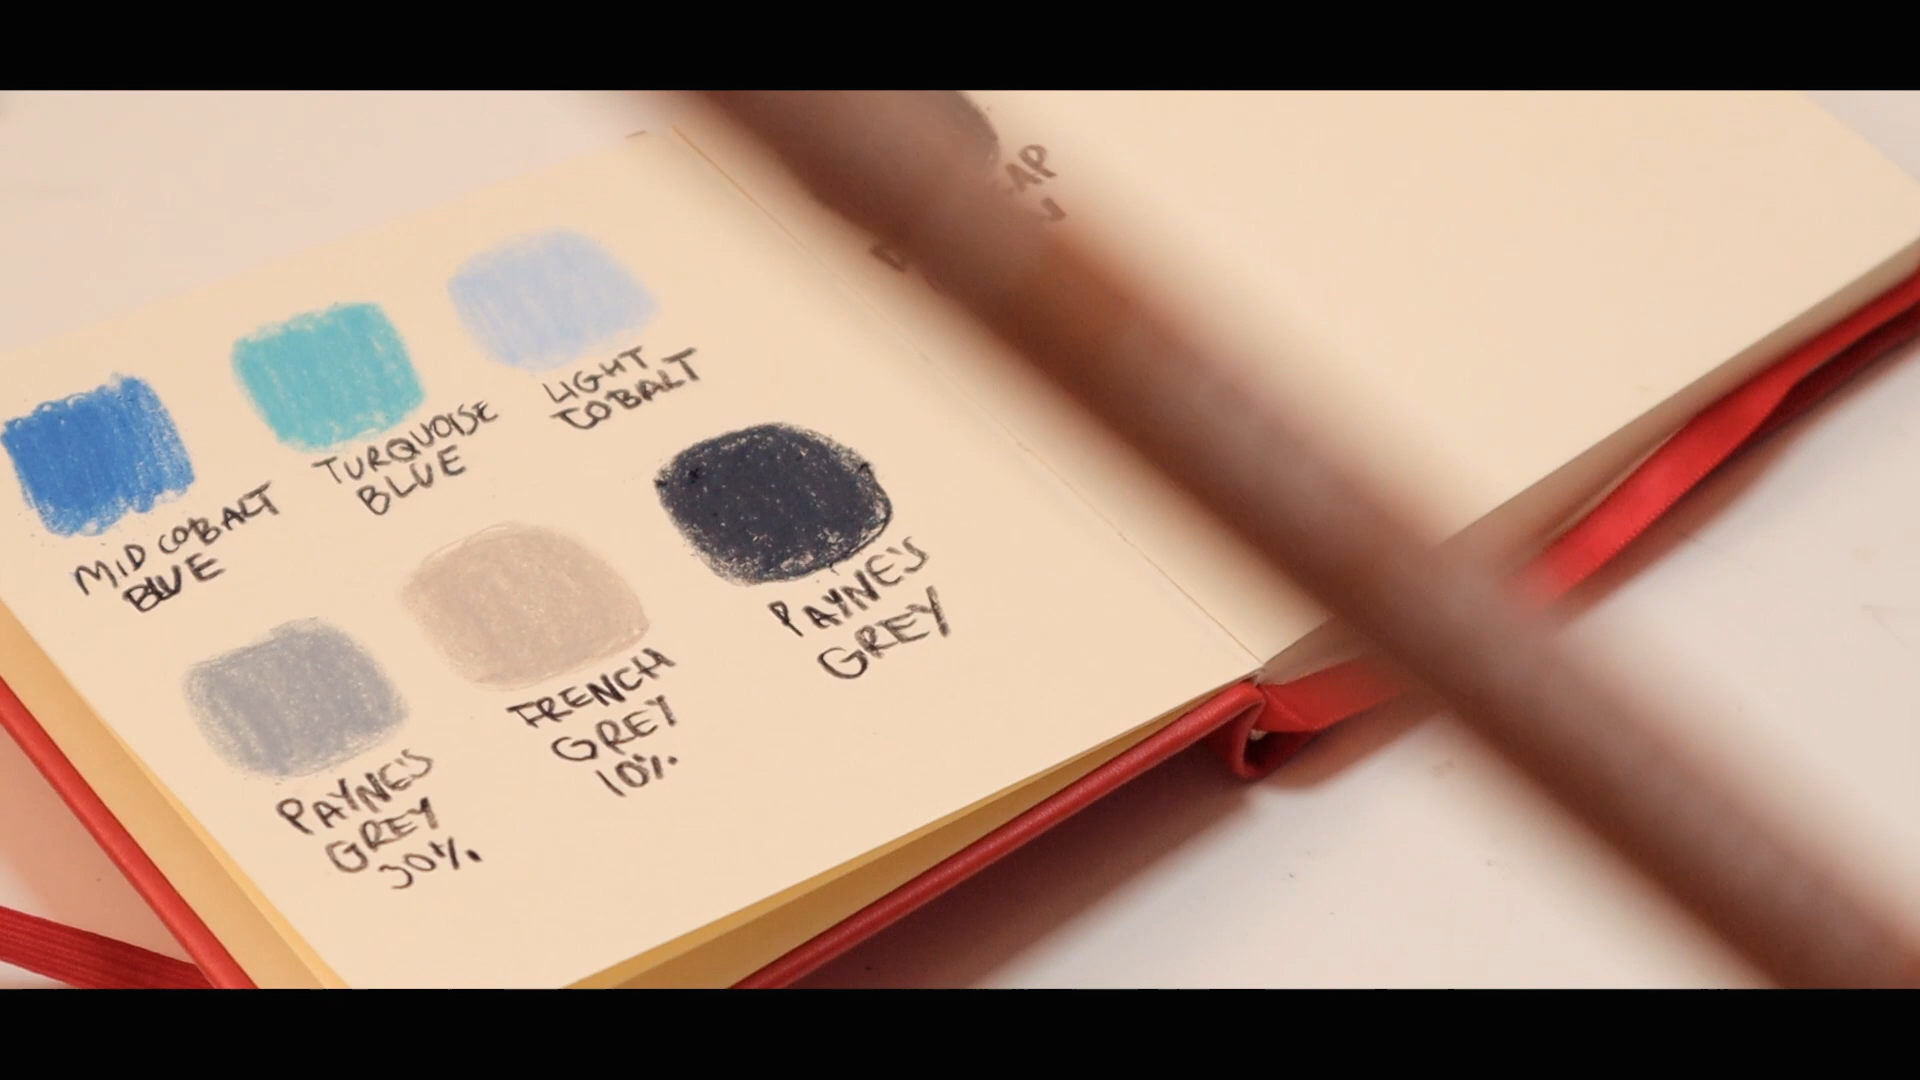 MID COBALT
BLUE
TURQUOISE
BLUE
LIGHT
COBALT
PAYNE'S
GREY
30%
FRENCH
GREY
10%
PAYNE'S
GREY